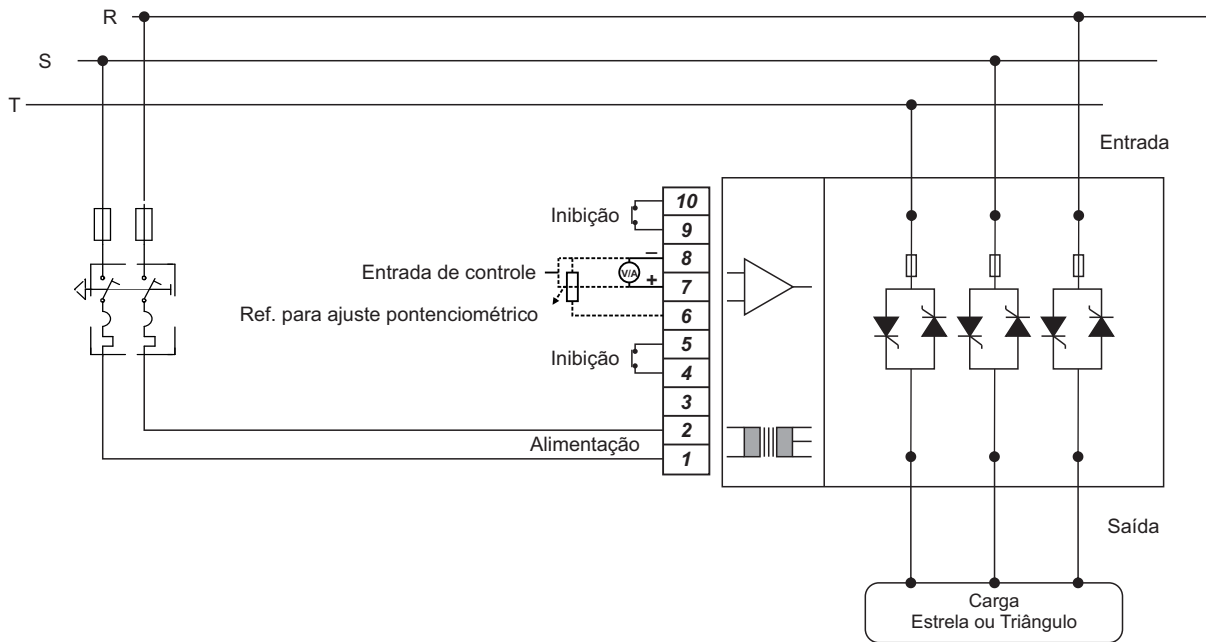 R
S
T
Entrada
10
Inibição
9
– 8
Entrada de controle
V/A
+ 7
Ref. para ajuste pontenciométrico
6
5
Inibição
4
3
2
Alimentação
1
Saída
Carga
Estrela ou Triângulo